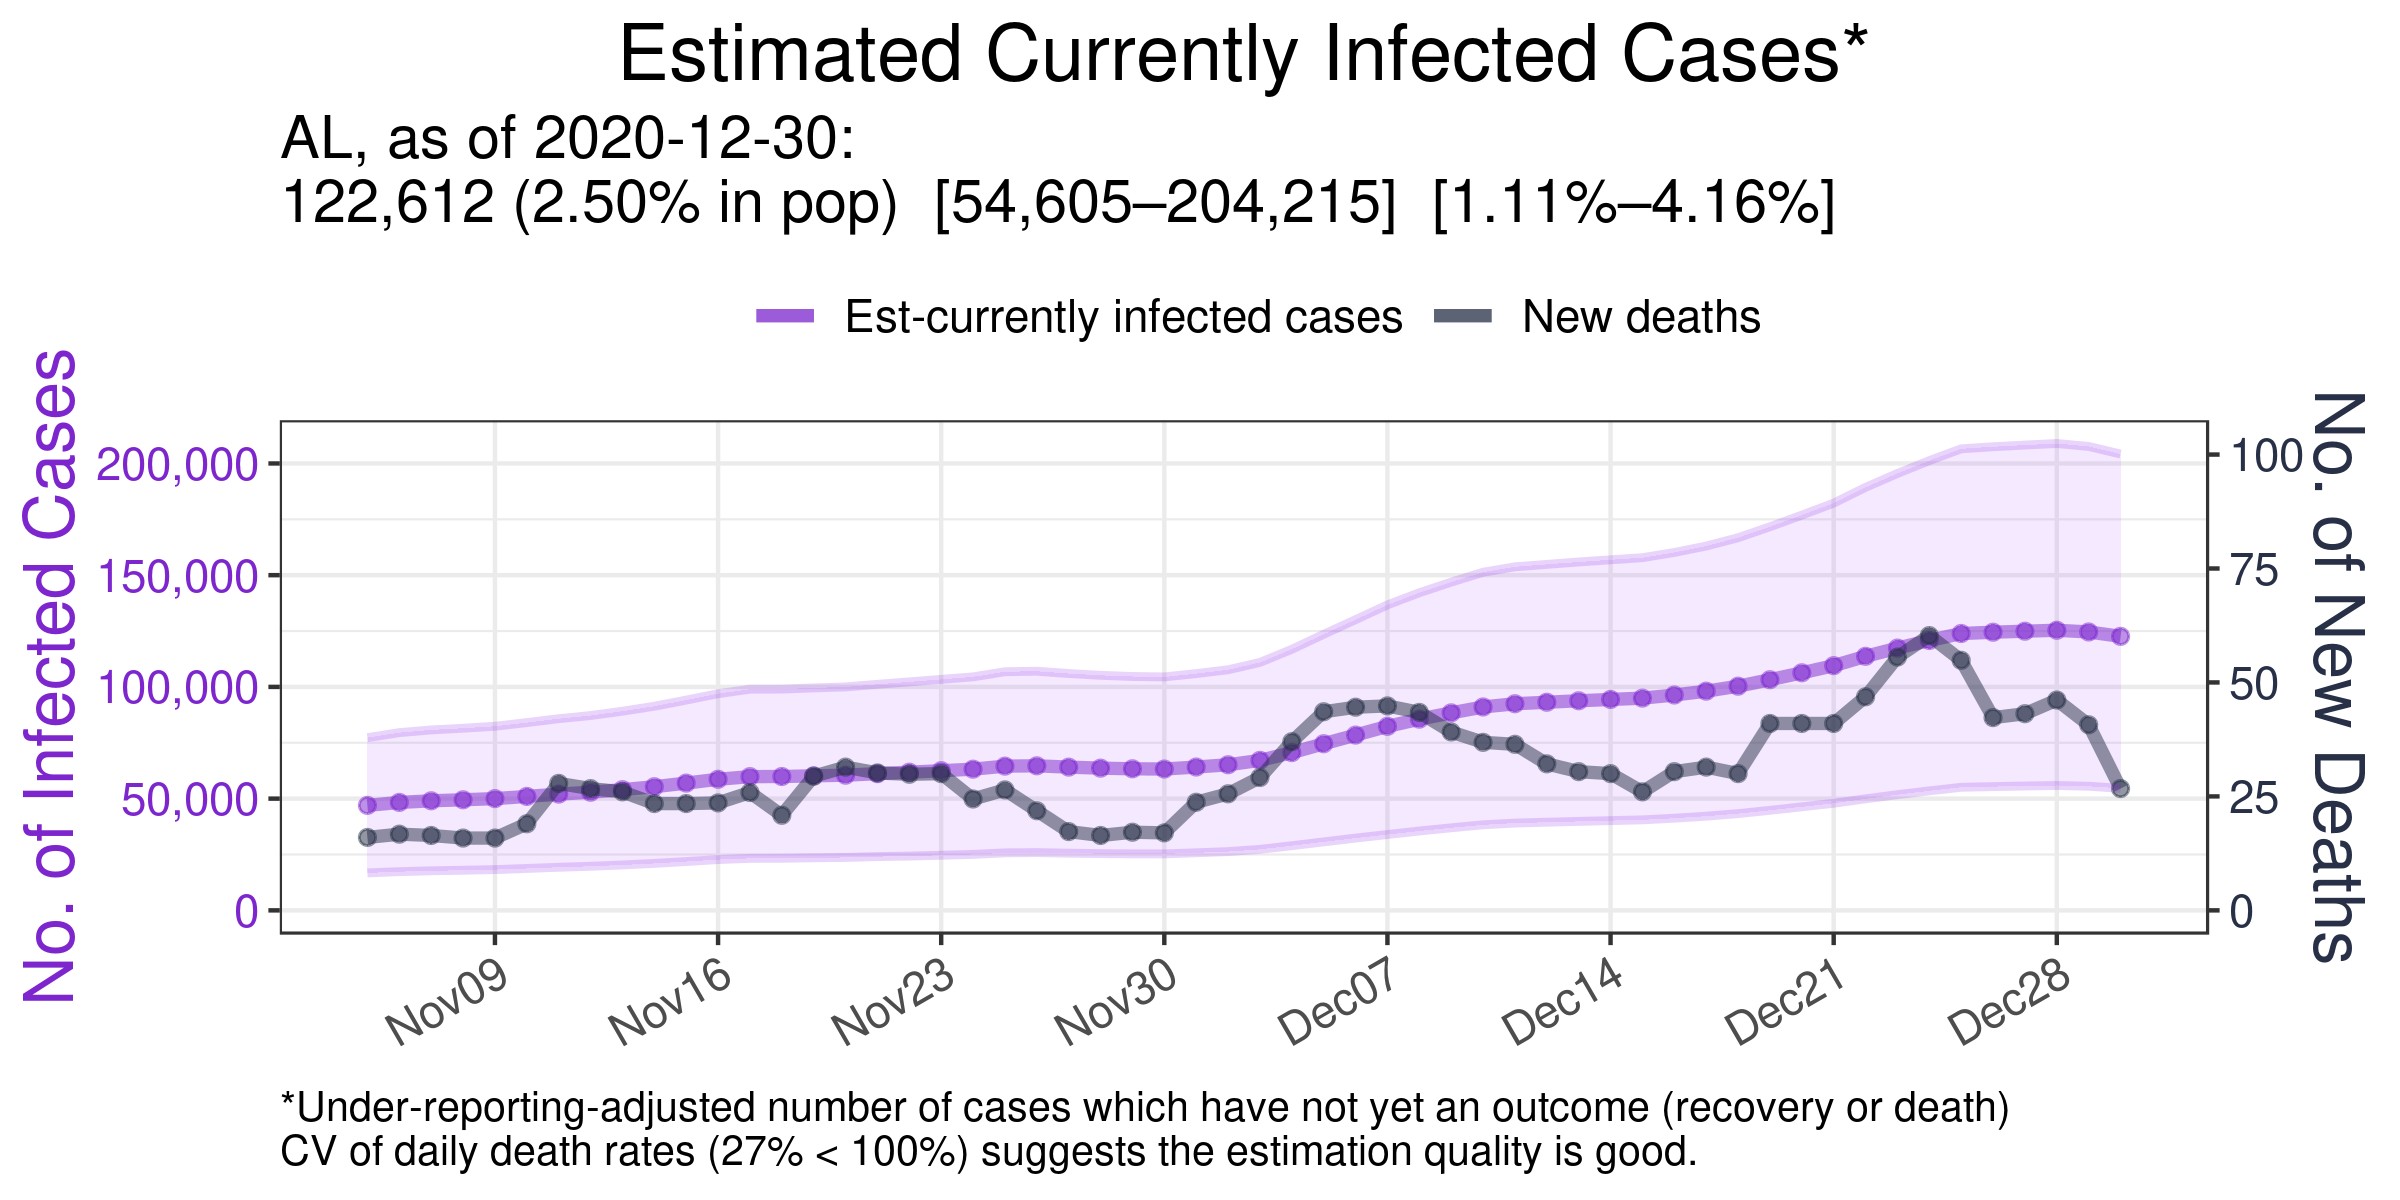 Estimated Currently Infected Cases*
AL, as of 2020-12-30:
122,612 (2.50% in pop)  [54,605–204,215]  [1.11%–4.16%]
Est-currently infected cases
New deaths
No. of Infected Cases
200,000
150,000
100,000
50,000
0
100
75
50
25
0
No. of New Deaths
Nov09
Nov16
Nov23
Nov30
Dec07
Dec14
Dec21
Dec28
*Under-reporting-adjusted number of cases which have not yet an outcome (recovery or death)
CV of daily death rates (27% < 100%) suggests the estimation quality is good.